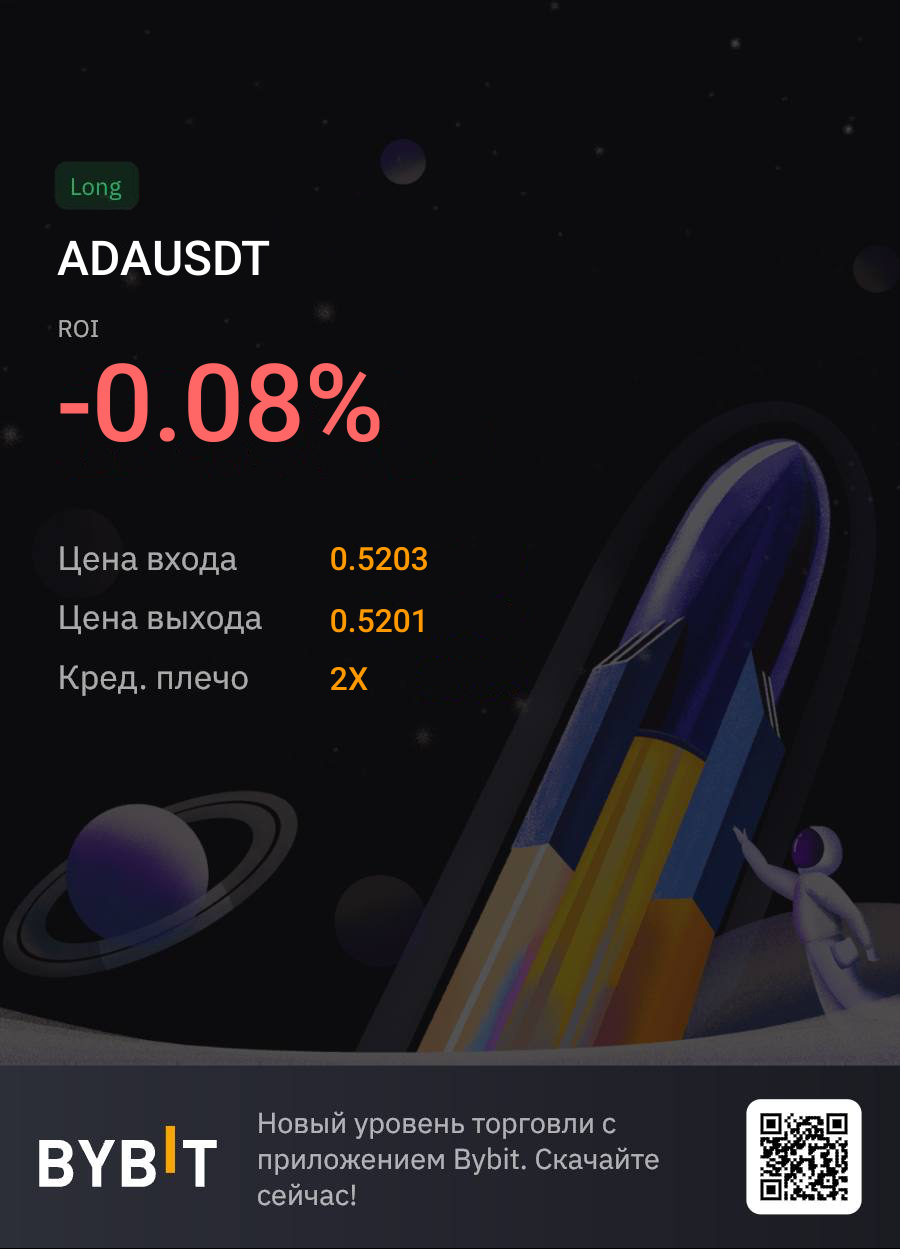 Long
ADAUSDT
ROI
-0.08%
Цена входа 0.5203
Цена выхода 0.5201
Кред. плечо 2X
BYBIT
Новый уровень торговли с
приложением Bybit. Скачайте
сейчас!